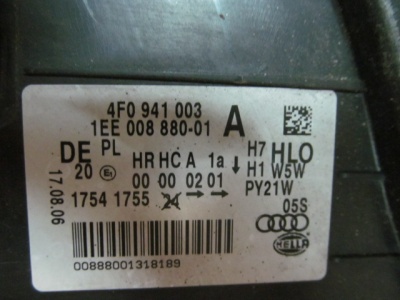 4F0 941 003
1EE 008 880-01 A
DE PL HR HC A 1a H7 HLO
20 E1 00 00 02 01 H1 W5W
PY21W
17.08.06
1754 1755 05S
HELLA
00888001318189